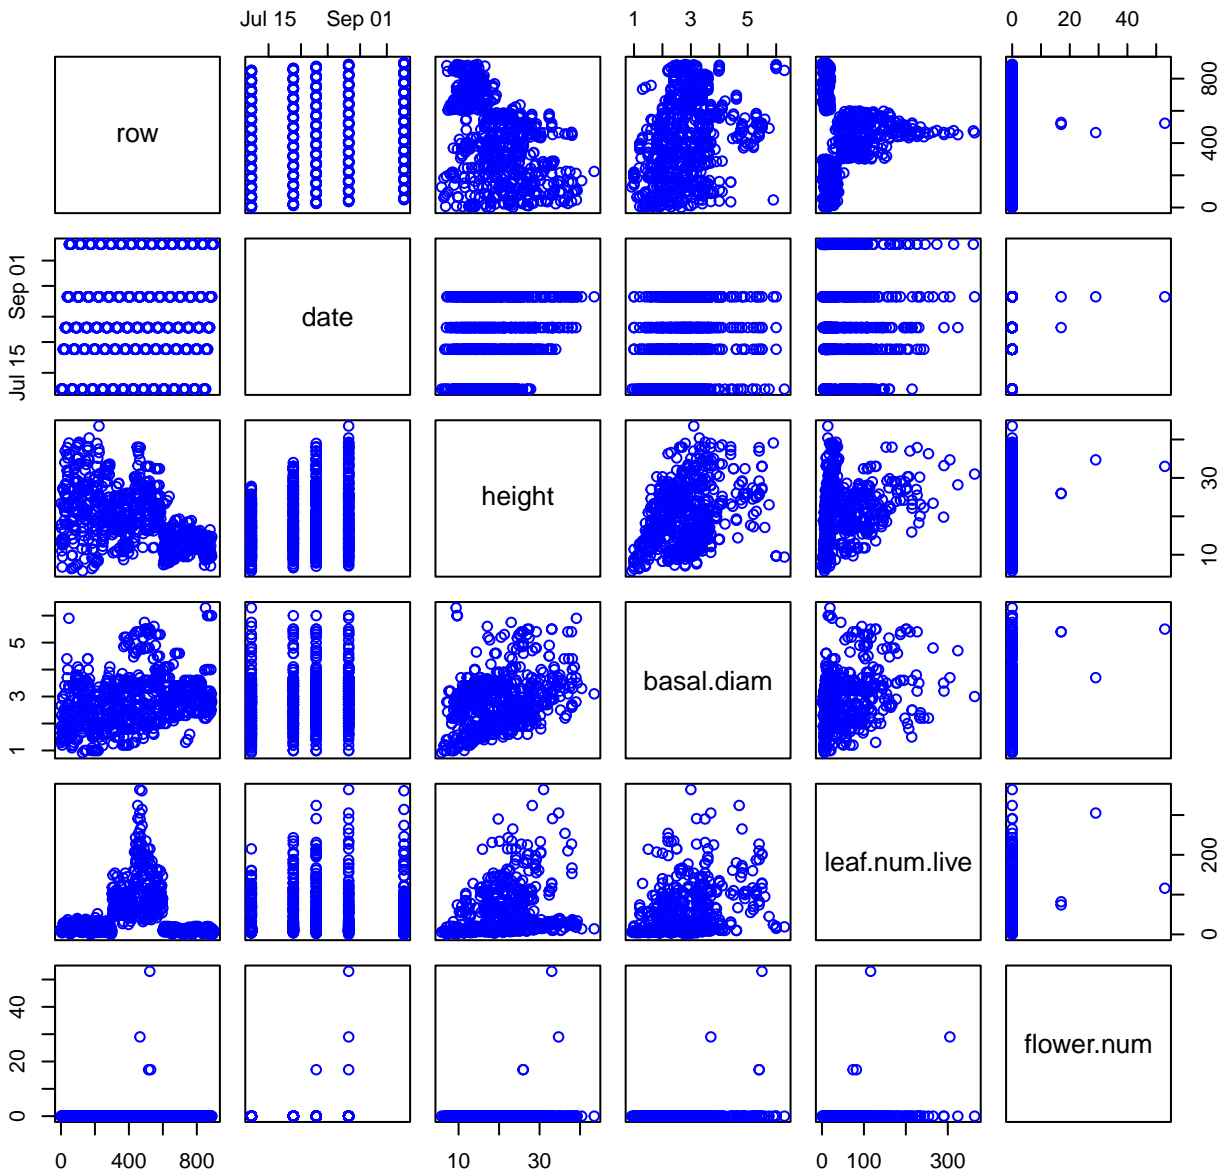 Jul 15 Sep 01 1 3 5 0 20 40
row 0 400 800
Jul 15 Sep 01 date
height 10 30
1 3 5 basal.diam
leaf.num.live 0 200
0 20 40 flower.num
0 400 800 10 30 0 100 300